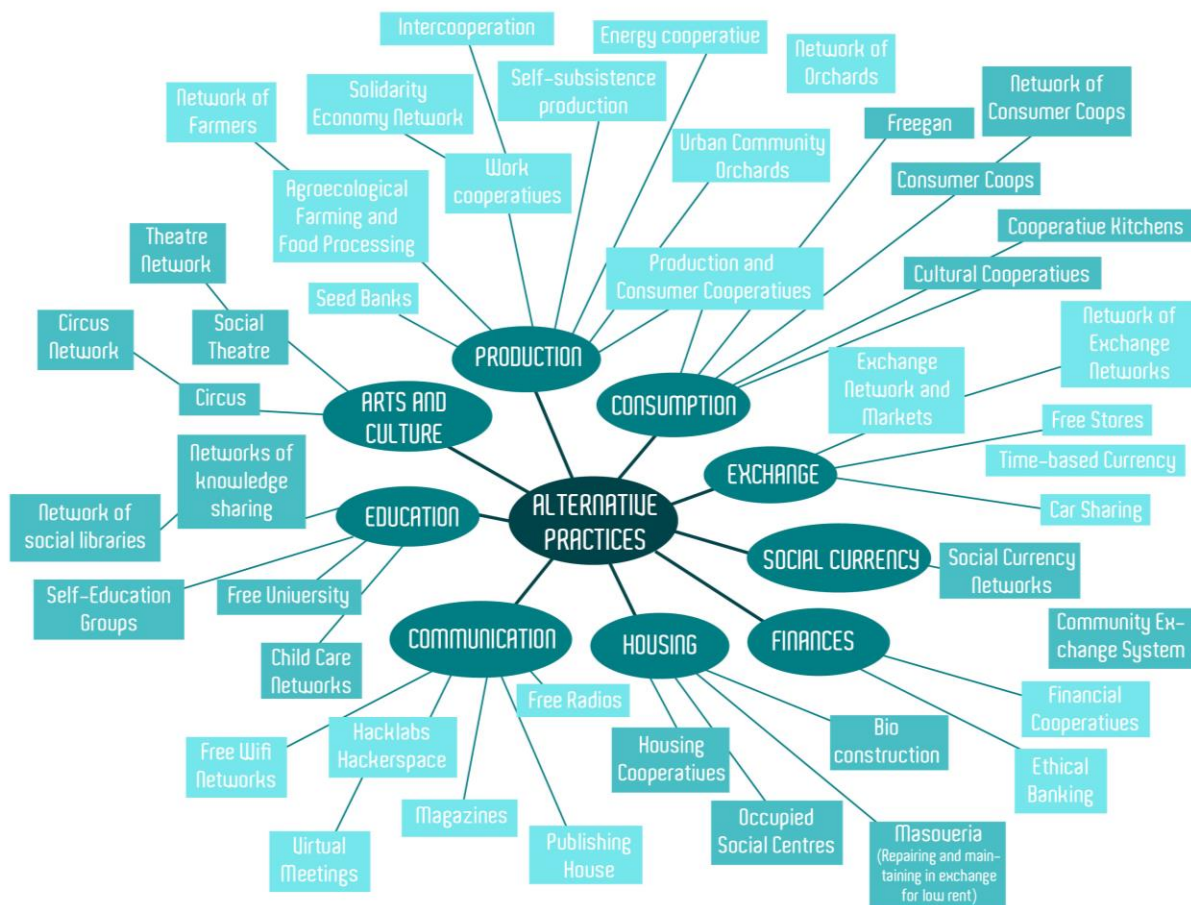 Intercooperation
Energy cooperative
Network of
Orchards
Self-subsistence
production
Network of
Consumer Coops
Solidarity
Economy Network
Network of
Farmers
Freegan
Urban Community
Orchards
Work
cooperatives
Consumer Coops
Agroecological
Farming and
Food Processing
Cooperative Kitchens
Theatre
Network
Production and
Consumer Cooperatives
Cultural Cooperatives
Seed Banks
Circus
Network
Social
Theatre
Network of
Exchange
Networks
PRODUCTION
Exchange
Network and
Markets
Circus
ARTS AND
CULTURE
CONSUMPTION
Free Stores
Networks of
knowledge
sharing
EXCHANGE
Time-based Currency
Network of
social libraries
EDUCATION
ALTERNATIVE
PRACTICES
Car Sharing
SOCIAL CURRENCY
Social Currency
Networks
Self-Education
Groups
Free University
COMMUNICATION
HOUSING
FINANCES
Community Ex-
change System
Child Care
Networks
Free Radios
Financial
Cooperatives
Free Wifi
Networks
Hacklabs
Hackerspace
Housing
Cooperatives
Bio
construction
Ethical
Banking
Magazines
Occupied
Social Centres
Virtual
Meetings
Publishing
House
Masoveria
(Repairing and main-
taining in exchange
for low rent)